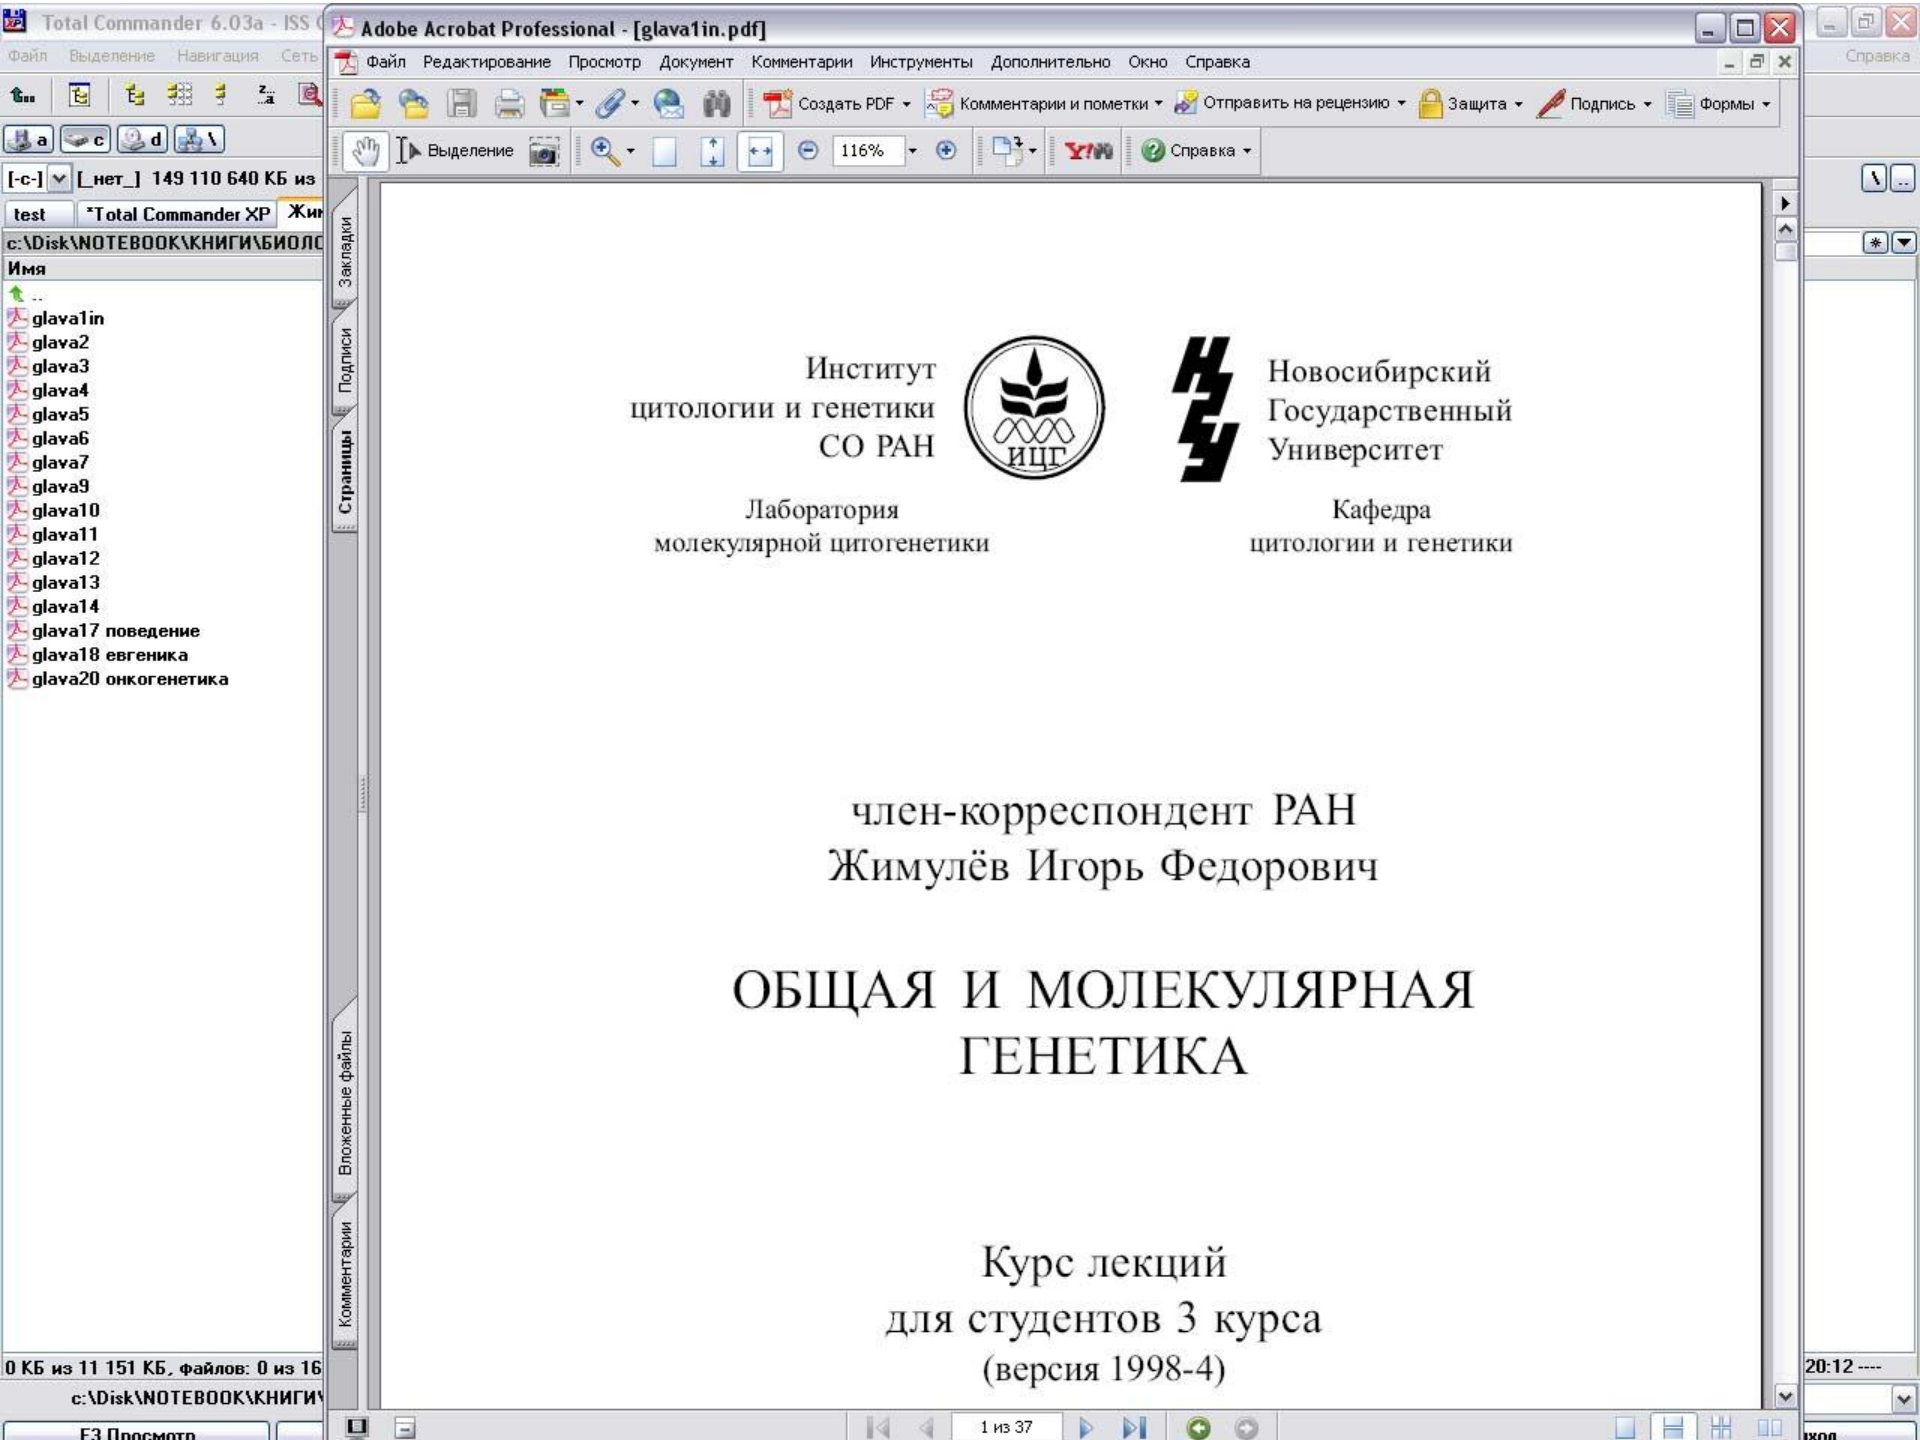 Total Commander 6.03a - ISS
Файл Выделение Навигация Сеть
Справка
z a
a c d \
[-c-] [_нет_] 149 110 640 КБ из
\ ..
test *Total Commander XP
c:\Disk\NOTEBOOK\КНИГИ\
* 
Имя
..
glava1in
glava2
glava3
glava4
glava5
glava6
glava7
glava9
glava10
glava11
glava12
glava13
glava14
glava17 поведение
glava18 евгеника
glava20 онкогенетика
0 КБ из 11 151 КБ, файлов: 0 из 16
c:\Disk\NOTEBOOK\КНИГИ\
F3 Просмотр
20:12 ----
Adobe Acrobat Professional - [glava1in.pdf]
Файл Редактирование Просмотр Документ Комментарии Инструменты Дополнительно Окно Справка
Создать PDF Комментарии и пометки Отправить на рецензию Защита Подпись Формы
Выделение 116% Y! Справка
Закладки
Подписи
Страницы
Вложенные файлы
Комментарии
Институт
цитологии и генетики
СО РАН
ИЦГ
НГУ
Новосибирский
Государственный
Университет
Лаборатория
молекулярной цитогенетики
Кафедра
цитологии и генетики
член-корреспондент РАН
Жимулёв Игорь Федорович
ОБЩАЯ И МОЛЕКУЛЯРНАЯ
ГЕНЕТИКА
Курс лекций
для студентов 3 курса
(версия 1998-4)
1 из 37